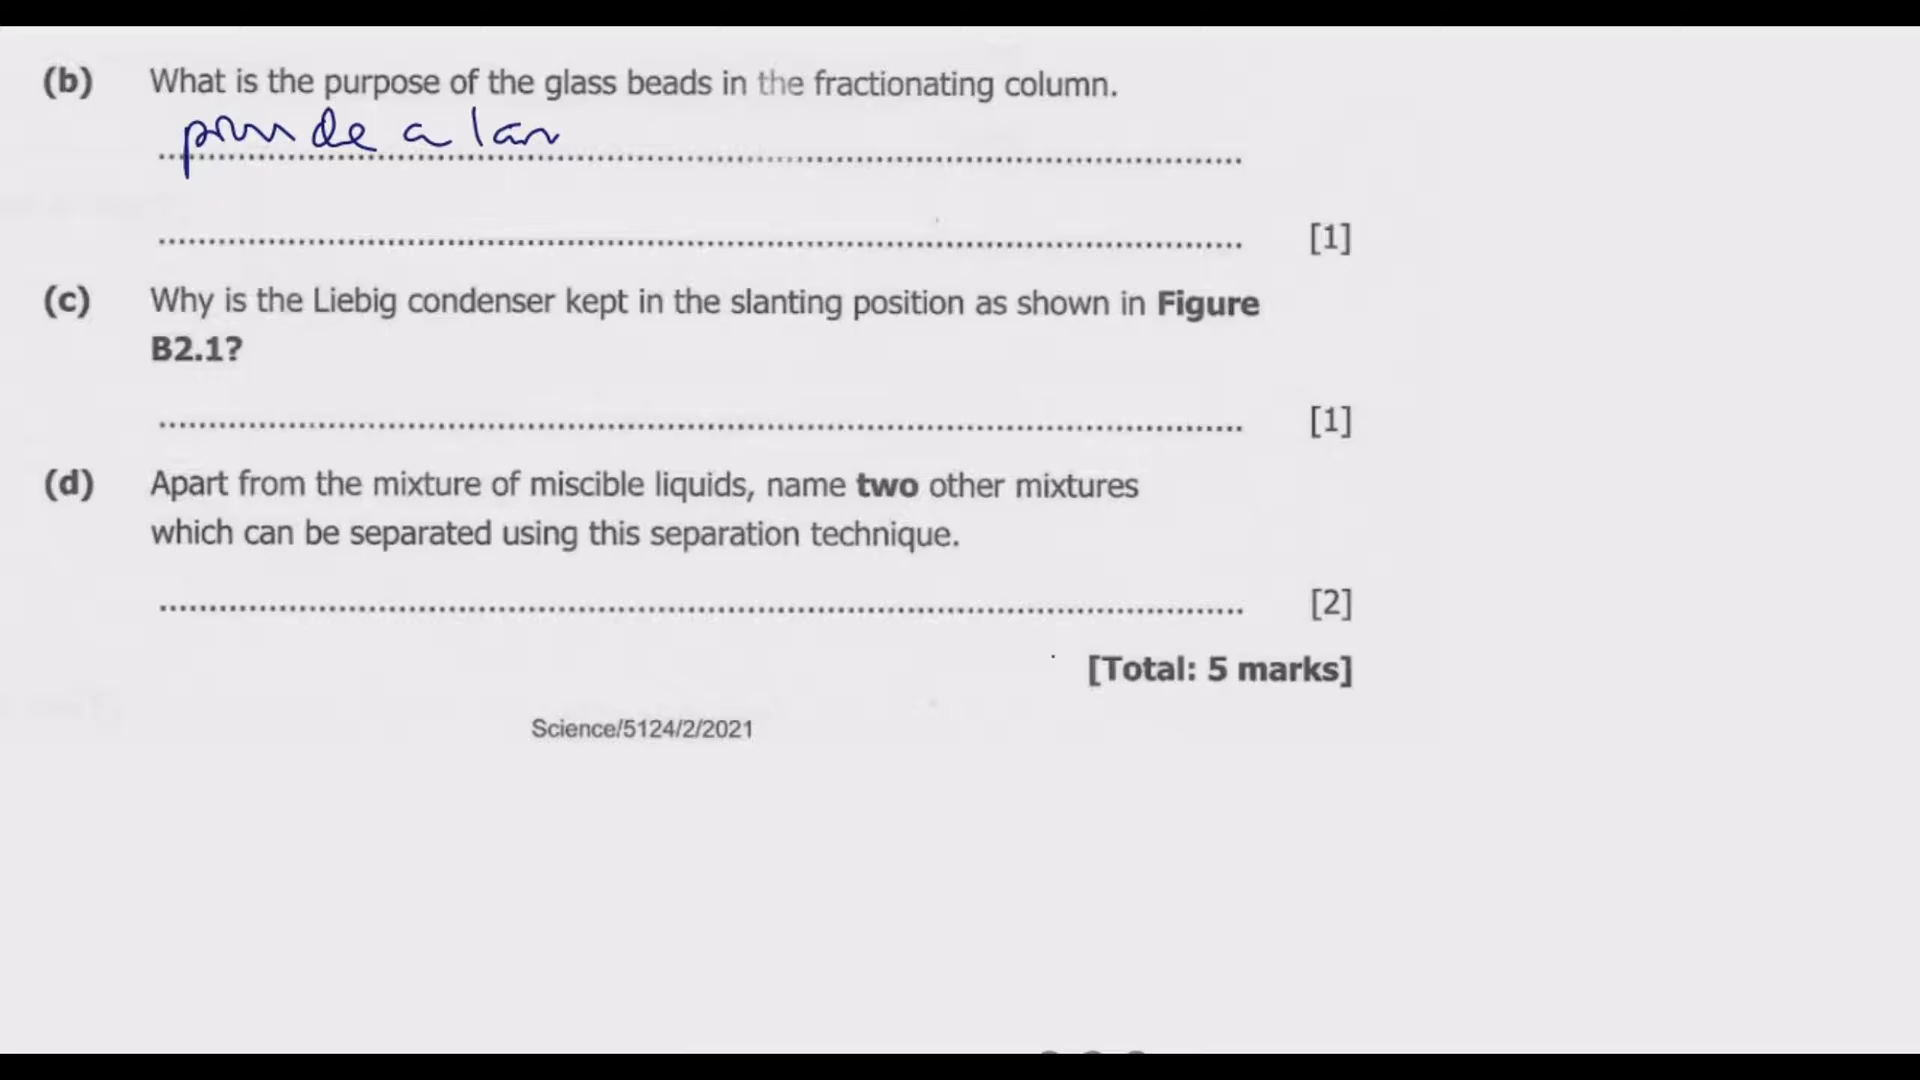 (b) What is the purpose of the glass beads in the fractionating column.
provide a lar
[1]
(c) Why is the Liebig condenser kept in the slanting position as shown in Figure
B2.1?
[1]
(d) Apart from the mixture of miscible liquids, name two other mixtures
which can be separated using this separation technique.
[2]
[Total: 5 marks]
Science/5124/2/2021